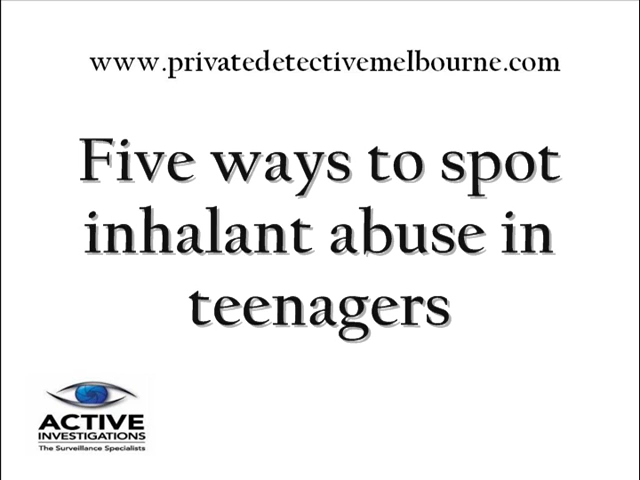 www.privatedetectivemelbourne.com
Five ways to spot
inhalant abuse in
teenagers
ACTIVE
INVESTIGATIONS
The Surveillance Specialists